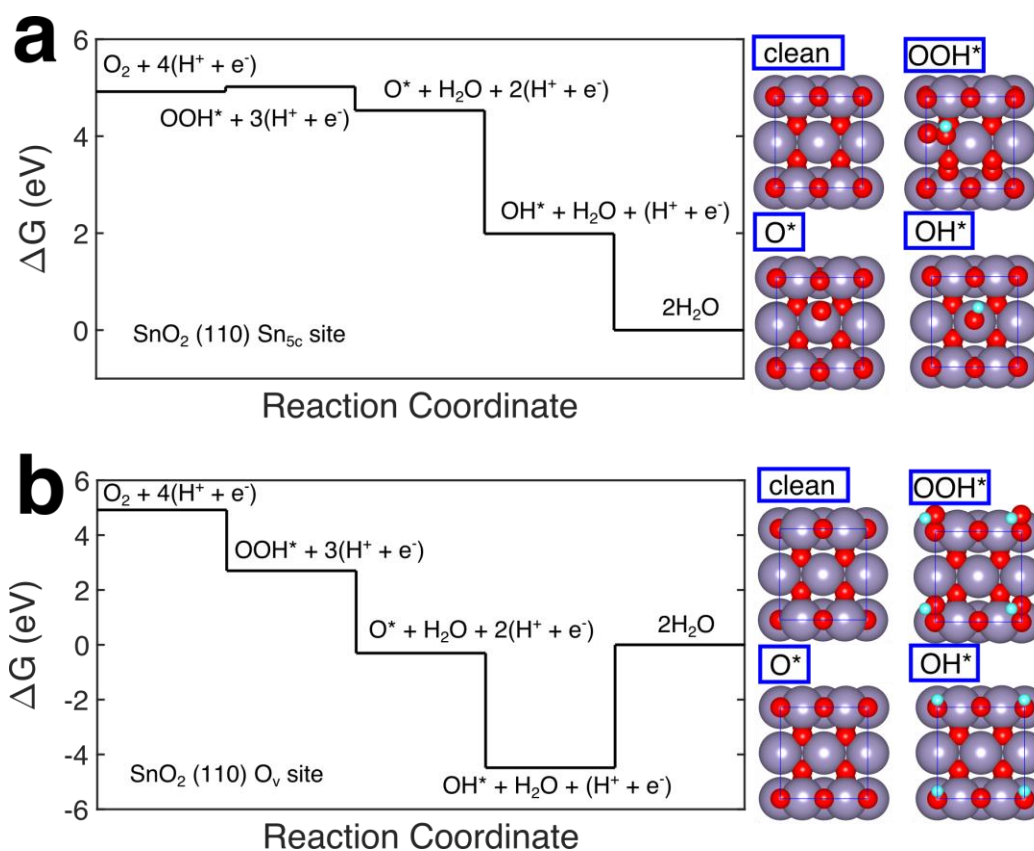 a
6
4
2
0
ΔG (eV)
O₂ + 4(H⁺ + e⁻)
OOH* + 3(H⁺ + e⁻)
O* + H₂O + 2(H⁺ + e⁻)
OH* + H₂O + (H⁺ + e⁻)
2H₂O
SnO₂ (110) Sn₅c site
Reaction Coordinate
clean
OOH*
O*
OH*
b
6
4
2
0
-2
-4
-6
ΔG (eV)
O₂ + 4(H⁺ + e⁻)
OOH* + 3(H⁺ + e⁻)
O* + H₂O + 2(H⁺ + e⁻)
2H₂O
OH* + H₂O + (H⁺ + e⁻)
SnO₂ (110) Oᵥ site
Reaction Coordinate
clean
OOH*
O*
OH*